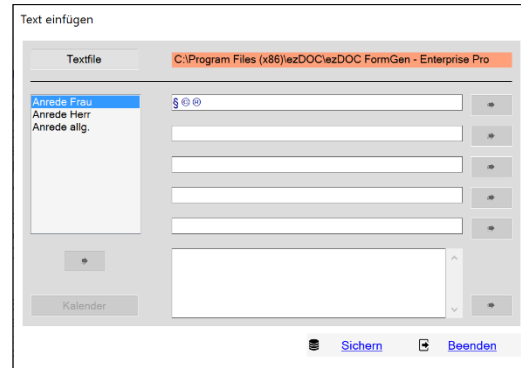 Text einfügen
Textfile
C:\Program Files (x86)\ezDOC\ezDOC FormGen - Enterprise Pro
Anrede Frau
Anrede Herr
Anrede allg.
§©®
Kalender
Sichern
Beenden